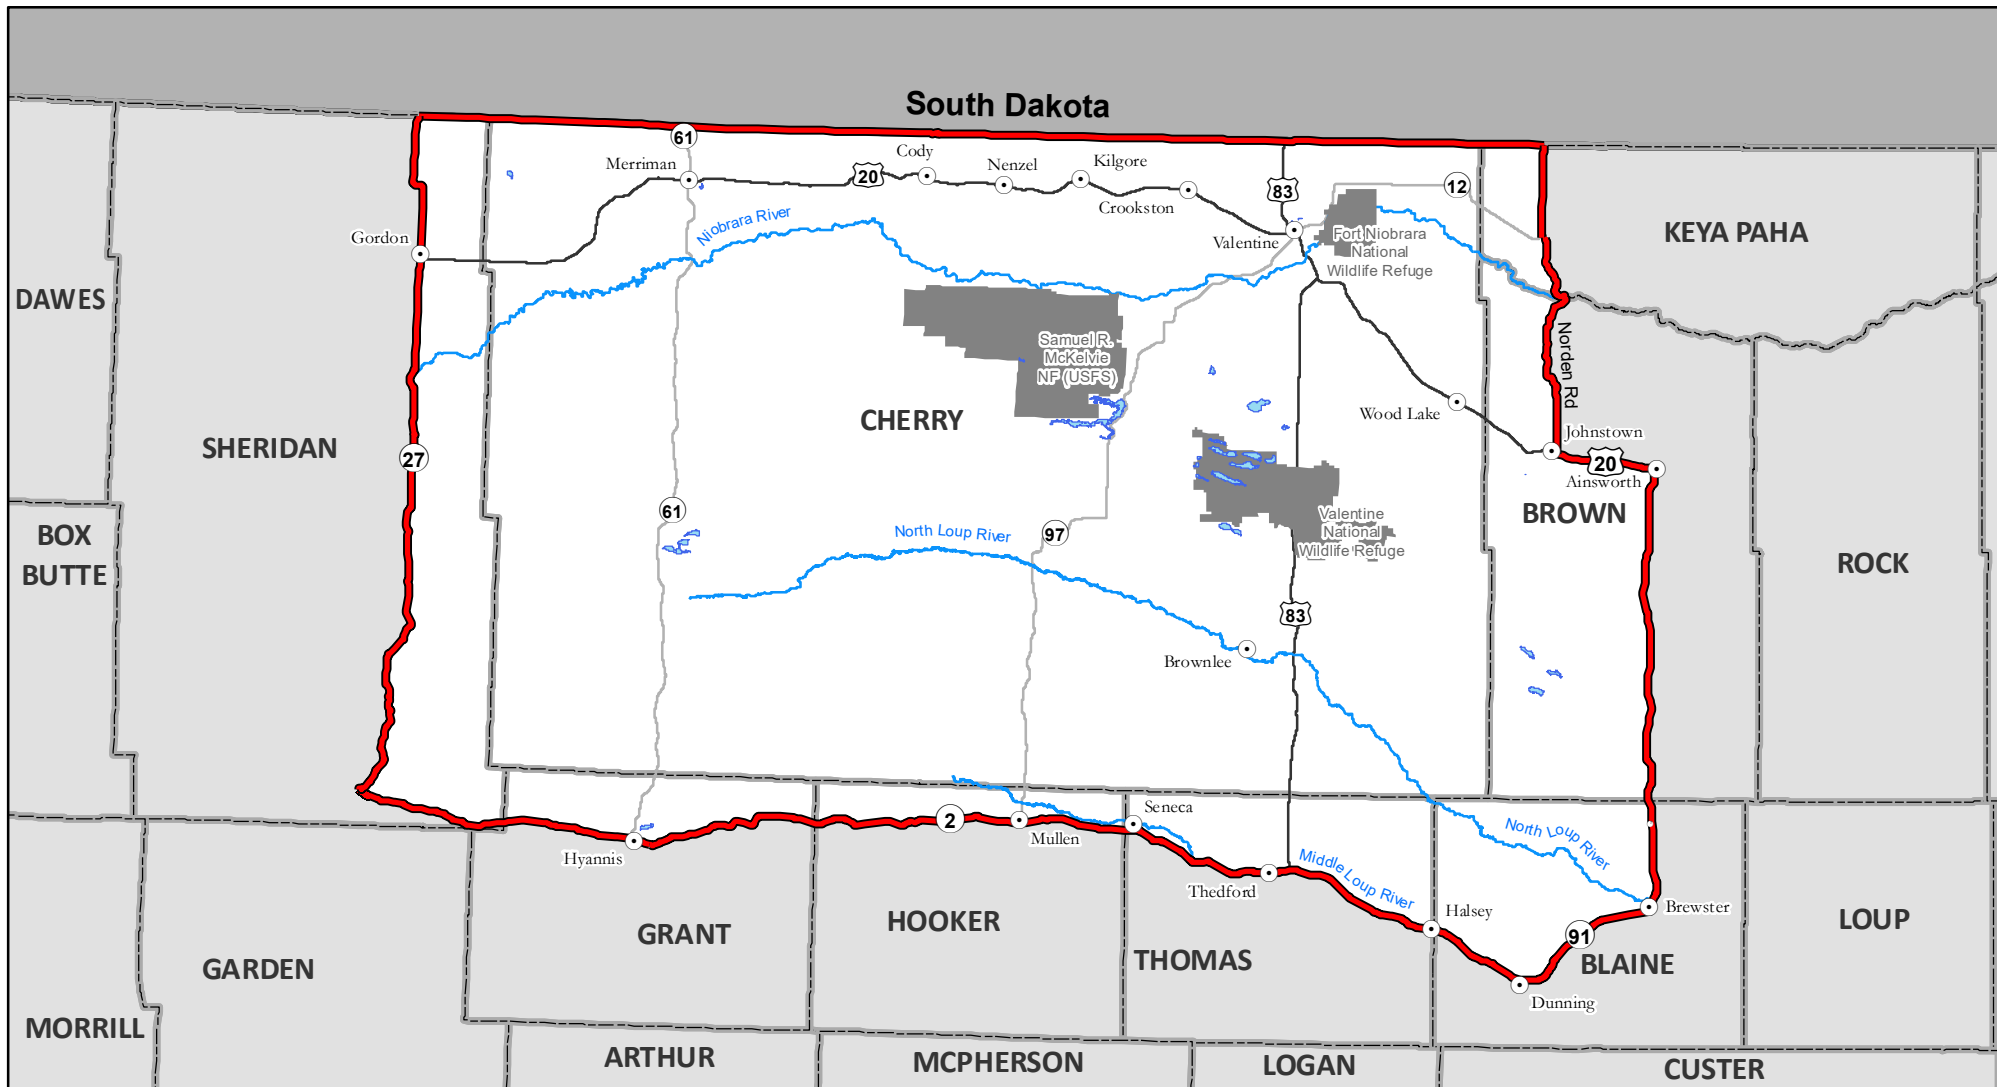 South Dakota
61
Merriman
20
Cody
Nenzel
Kilgore
Crookston
83
12
Niobrara River
Gordon
Valentine
Fort Niobrara
National
Wildlife Refuge
KEYA PAHA
DAWES
Samuel R.
McKelvie
NF (USFS)
Norden Rd
CHERRY
Wood Lake
Johnstown
SHERIDAN
27
20
Ainsworth
61
BROWN
Valentine
National
Wildlife Refuge
BOX
BUTTE
North Loup River
97
ROCK
83
Brownlee
Seneca
2
Mullen
Hyannis
North Loup River
Middle Loup River
Thedford
Halsey
Brewster
91
GRANT
HOOKER
THOMAS
BLAINE
LOUP
GARDEN
Dunning
MORRILL
ARTHUR
MCPHERSON
LOGAN
CUSTER